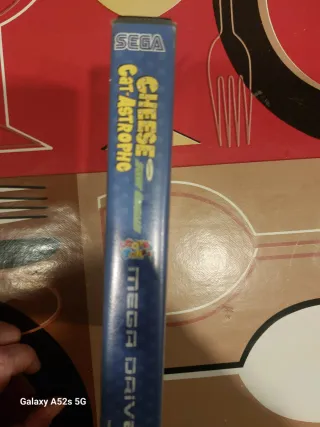 SEGA
CHEESE
CAT-ASTROPHE
MEGA DRIVE
Galaxy A52s 5G